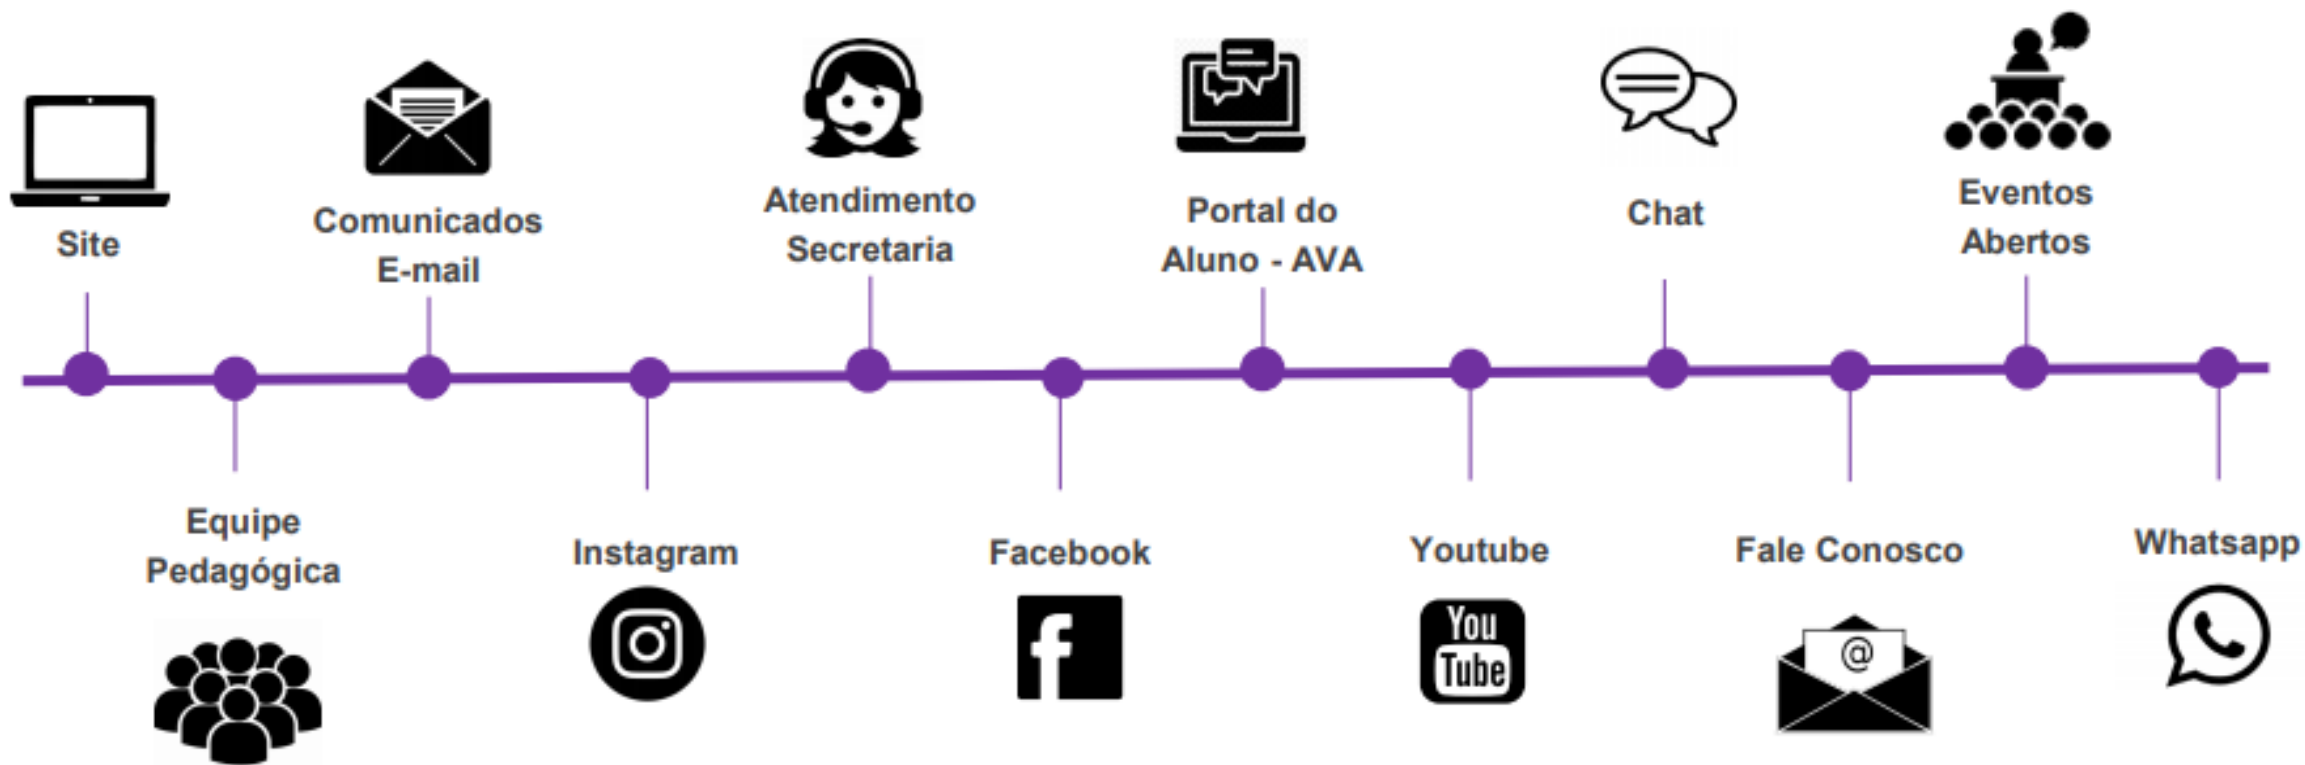 Site
Comunicados
E-mail
Atendimento
Secretaria
Portal do
Aluno - AVA
Chat
Eventos
Abertos
Equipe
Pedagógica
Instagram
Facebook
Youtube
You
Tube
Fale Conosco
@
Whatsapp